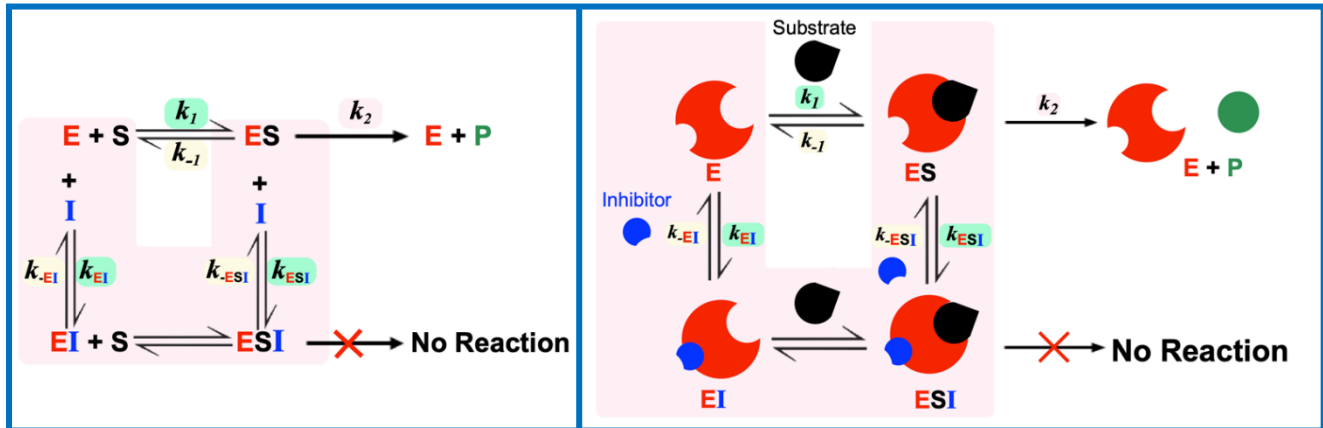 k₁
E + S ES k₂ E + P
k₋₁
+ +
I I
k₋EI kEI k₋ESI kESI
EI + S ESI No Reaction
Substrate
k₁
k₂
k₋₁
E ES E + P
Inhibitor
k₋EI kEI k₋ESI kESI
No Reaction
EI ESI